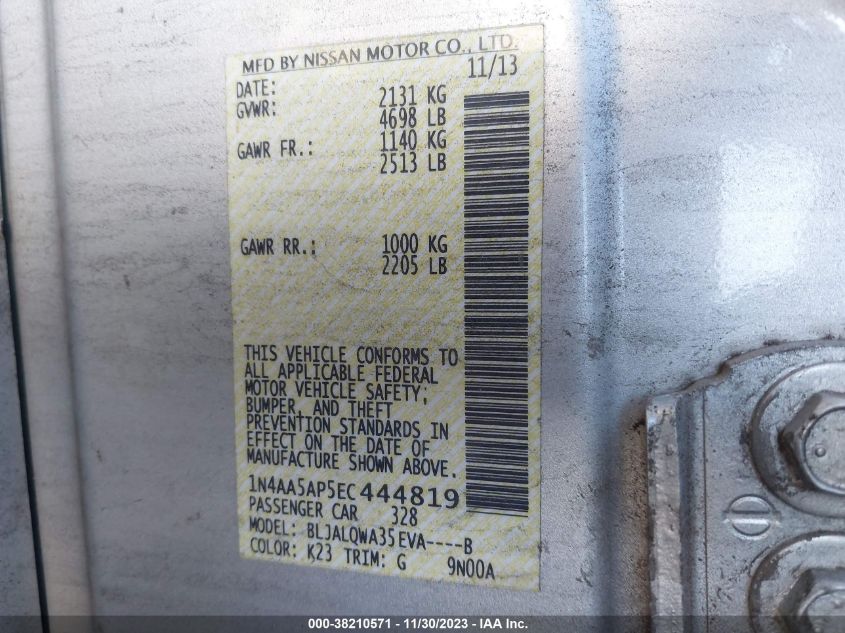 MFD BY NISSAN MOTOR CO., LTD.
DATE: 11/13
GVWR: 2131 KG
4698 LB
GAWR FR.: 1140 KG
2513 LB
GAWR RR.: 1000 KG
2205 LB
THIS VEHICLE CONFORMS TO
ALL APPLICABLE FEDERAL
MOTOR VEHICLE SAFETY,
BUMPER, AND THEFT
PREVENTION STANDARDS IN
EFFECT ON THE DATE OF
MANUFACTURE SHOWN ABOVE.
1N4AA5AP5EC444819
PASSENGER CAR 328
MODEL: BLJALQWA35EVA----B
COLOR: K23 TRIM: G 9N00A
000-38210571 - 11/30/2023 - IAA Inc.